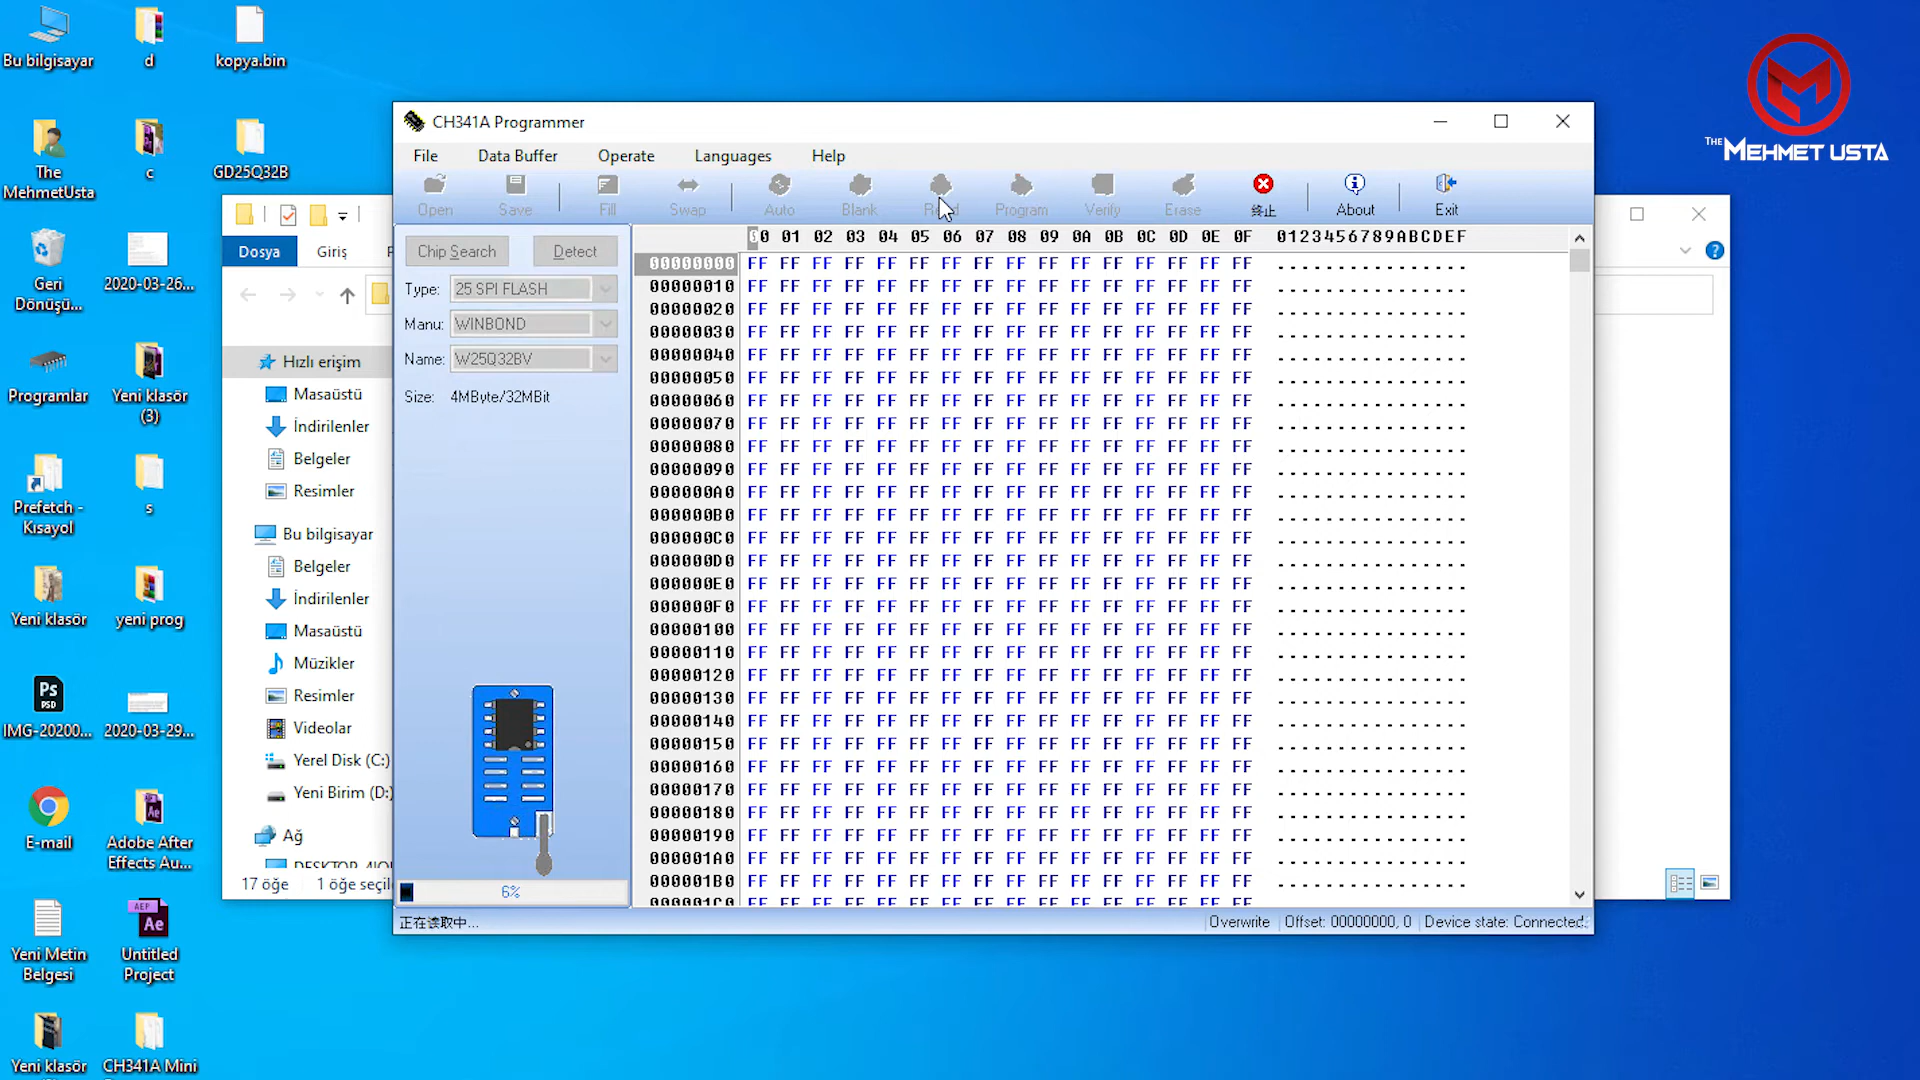 Bu bilgisayar
d
kopya.bin
The
MehmetUsta
c
GD25Q32B
Geri
Dönüşü...
2020-03-26...
Programlar
Yeni klasör
(3)
Prefetch -
Kısayol
s
Yeni klasör
yeni prog
IMG-20200...
2020-03-29...
E-mail
Adobe After
Effects Au...
Yeni Metin
Belgesi
Untitled
Project
Yeni klasör
CH341A Mini
THE MEHMET USTA
Dosya
Giriş
Hızlı erişim
Masaüstü
İndirilenler
Belgeler
Resimler
Bu bilgisayar
Belgeler
İndirilenler
Masaüstü
Müzikler
Resimler
Videolar
Yerel Disk (C:)
Yeni Birim (D:)
Ağ
17 öğe
1 öğe seçil
CH341A Programmer
File Data Buffer Operate Languages Help
Open Save Fill Swap Auto Blank Read Program Verify Erase 终止 About Exit
Chip Search Detect
Type: 25 SPI FLASH
Manu: WINBOND
Name: W25Q32BV
Size: 4MByte/32MBit
6%
00 01 02 03 04 05 06 07 08 09 0A 0B 0C 0D 0E 0F 0123456789ABCDEF
00000000 FF FF FF FF FF FF FF FF FF FF FF FF FF FF FF FF ................
00000010 FF FF FF FF FF FF FF FF FF FF FF FF FF FF FF FF ................
00000020 FF FF FF FF FF FF FF FF FF FF FF FF FF FF FF FF ................
00000030 FF FF FF FF FF FF FF FF FF FF FF FF FF FF FF FF ................
00000040 FF FF FF FF FF FF FF FF FF FF FF FF FF FF FF FF ................
00000050 FF FF FF FF FF FF FF FF FF FF FF FF FF FF FF FF ................
00000060 FF FF FF FF FF FF FF FF FF FF FF FF FF FF FF FF ................
00000070 FF FF FF FF FF FF FF FF FF FF FF FF FF FF FF FF ................
00000080 FF FF FF FF FF FF FF FF FF FF FF FF FF FF FF FF ................
00000090 FF FF FF FF FF FF FF FF FF FF FF FF FF FF FF FF ................
000000A0 FF FF FF FF FF FF FF FF FF FF FF FF FF FF FF FF ................
000000B0 FF FF FF FF FF FF FF FF FF FF FF FF FF FF FF FF ................
000000C0 FF FF FF FF FF FF FF FF FF FF FF FF FF FF FF FF ................
000000D0 FF FF FF FF FF FF FF FF FF FF FF FF FF FF FF FF ................
000000E0 FF FF FF FF FF FF FF FF FF FF FF FF FF FF FF FF ................
000000F0 FF FF FF FF FF FF FF FF FF FF FF FF FF FF FF FF ................
00000100 FF FF FF FF FF FF FF FF FF FF FF FF FF FF FF FF ................
00000110 FF FF FF FF FF FF FF FF FF FF FF FF FF FF FF FF ................
00000120 FF FF FF FF FF FF FF FF FF FF FF FF FF FF FF FF ................
00000130 FF FF FF FF FF FF FF FF FF FF FF FF FF FF FF FF ................
00000140 FF FF FF FF FF FF FF FF FF FF FF FF FF FF FF FF ................
00000150 FF FF FF FF FF FF FF FF FF FF FF FF FF FF FF FF ................
00000160 FF FF FF FF FF FF FF FF FF FF FF FF FF FF FF FF ................
00000170 FF FF FF FF FF FF FF FF FF FF FF FF FF FF FF FF ................
00000180 FF FF FF FF FF FF FF FF FF FF FF FF FF FF FF FF ................
00000190 FF FF FF FF FF FF FF FF FF FF FF FF FF FF FF FF ................
000001A0 FF FF FF FF FF FF FF FF FF FF FF FF FF FF FF FF ................
000001B0 FF FF FF FF FF FF FF FF FF FF FF FF FF FF FF FF ................
正在读取中... Overwrite Offset: 00000000, 0 Device state: Connected.